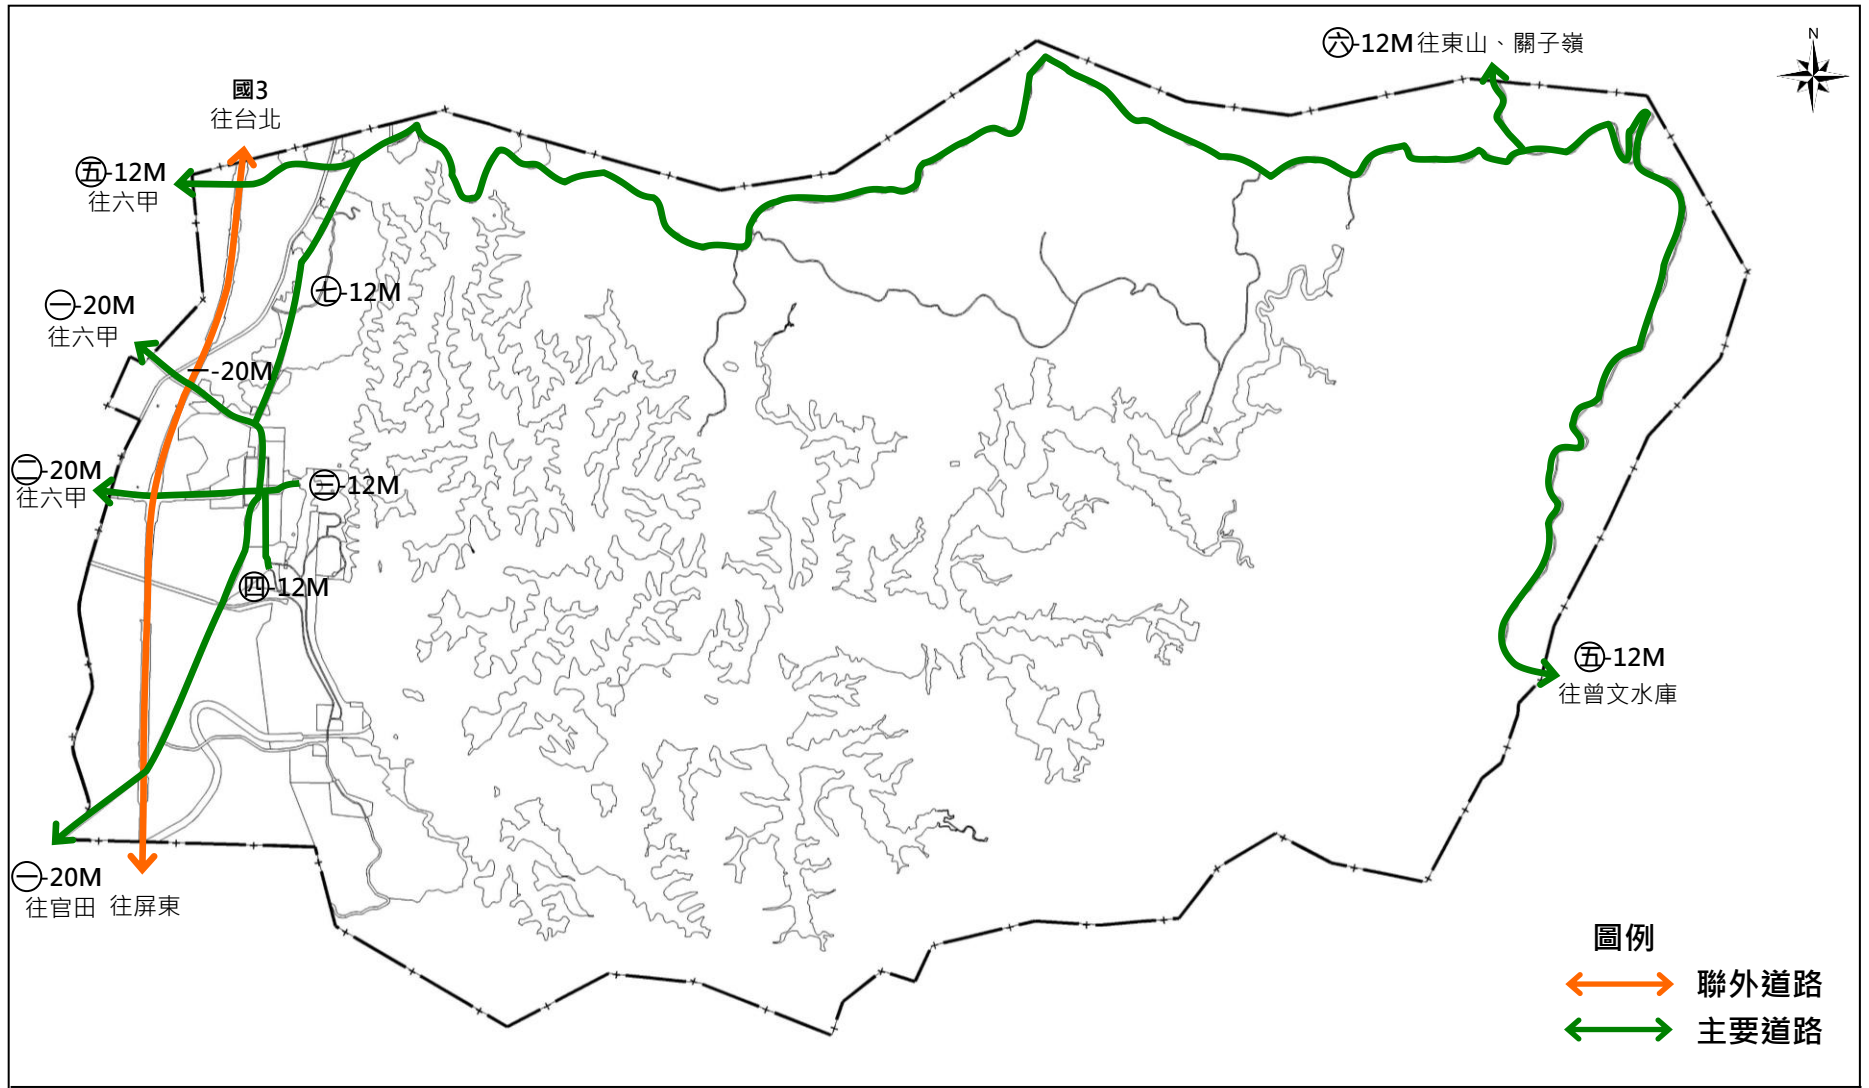 ㊅-12M往東山、關子嶺
N
國3
往台北
㊄-12M
往六甲
㊆-12M
㊀-20M
往六甲
一-20M
㊁-20M
往六甲
㊂-12M
㊃-12M
㊄-12M
往曾文水庫
㊀-20M
往官田
往屏東
圖例
聯外道路
主要道路